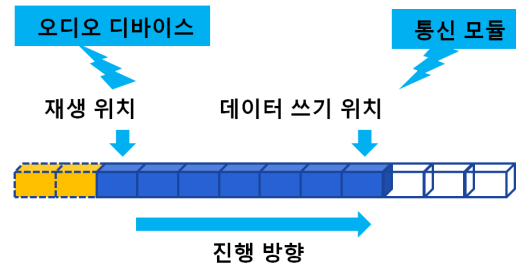 오디오 디바이스
통신 모듈
재생 위치
데이터 쓰기 위치
진행 방향